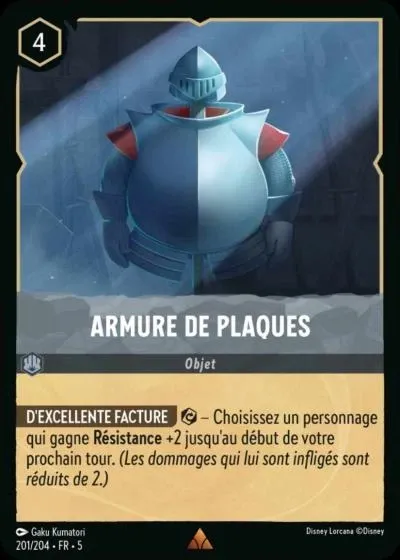 4
ARMURE DE PLAQUES
Objet
D'EXCELLENTE FACTURE – Choisissez un personnage
qui gagne Résistance +2 jusqu'au début de votre
prochain tour. (Les dommages qui lui sont infligés sont
réduits de 2.)
Gaku Kumatori
Disney Lorcana ©Disney
201/204 • FR • 5